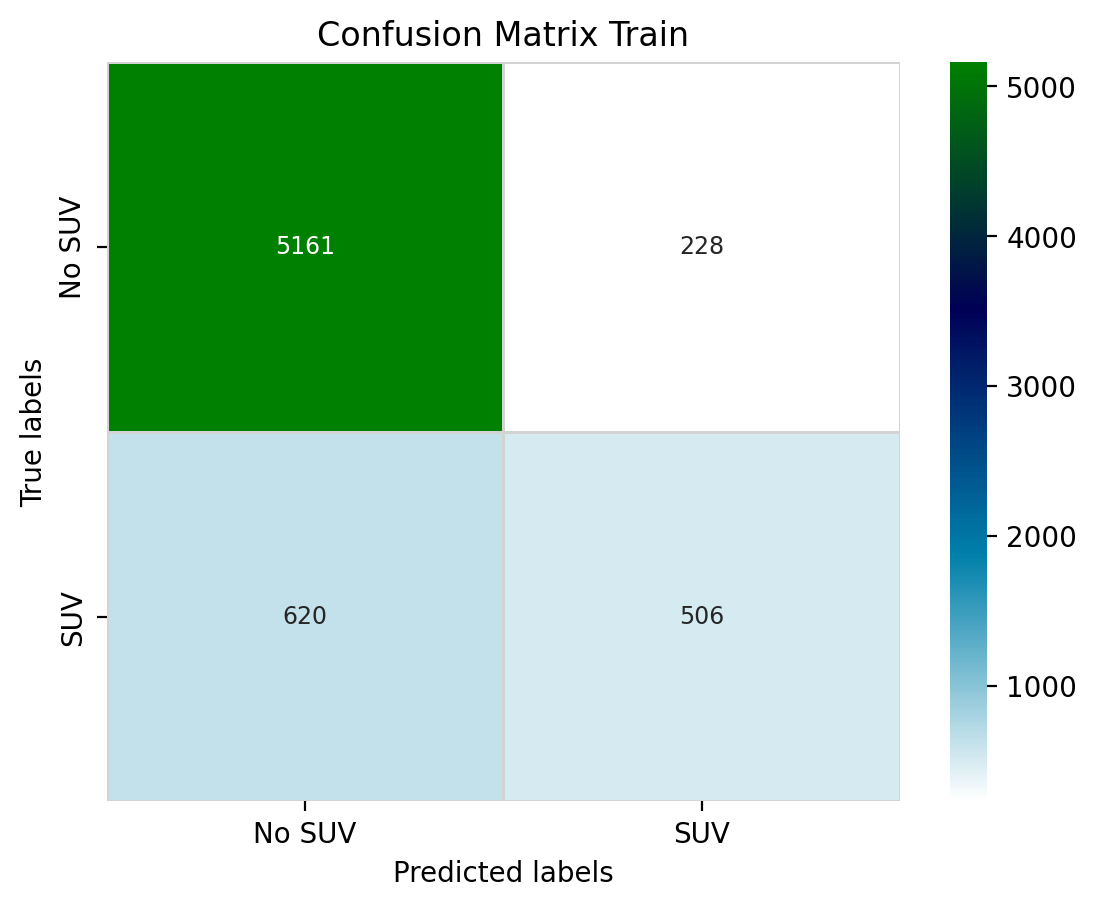 Confusion Matrix Train
True labels
No SUV
SUV
5161
228
620
506
No SUV
SUV
Predicted labels
5000
4000
3000
2000
1000